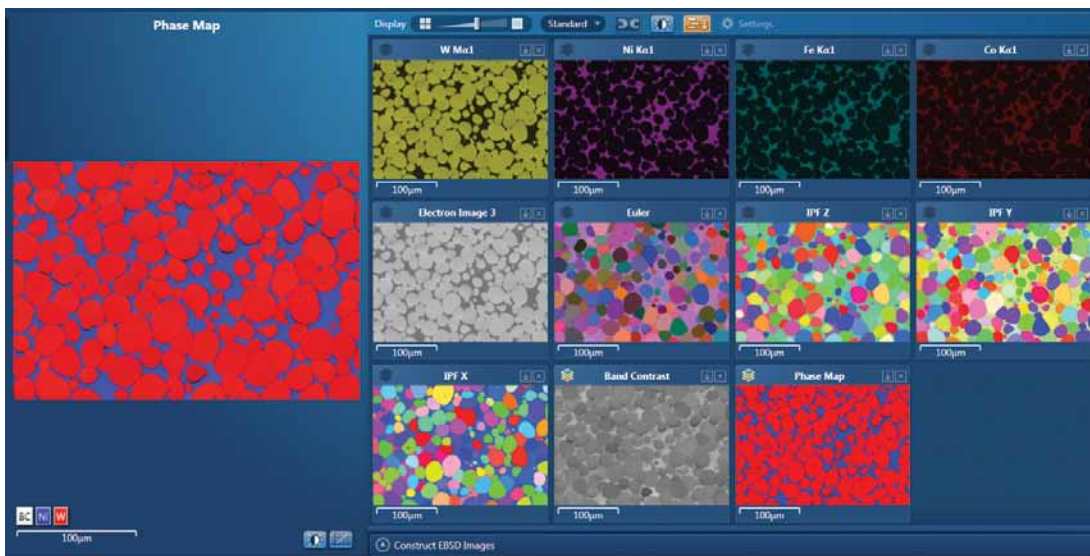 Phase Map
BC Ni W
100µm
Display Standard Settings
W Mα1 Ni Kα1 Fe Kα1 Co Kα1
100µm 100µm 100µm 100µm
Electron Image 3 Euler IPF Z IPF Y
100µm 100µm 100µm 100µm
IPF X Band Contrast Phase Map
100µm 100µm 100µm
Construct EBSD Images